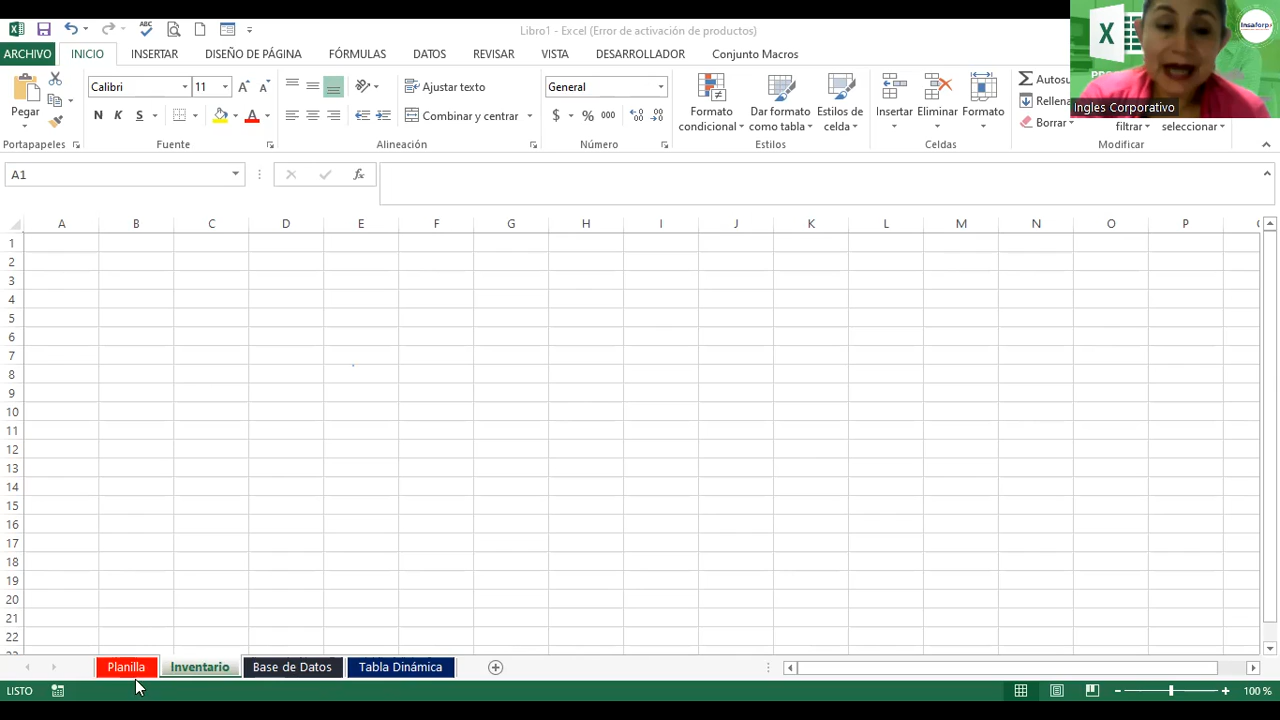 ABC
Libro1 - Excel (Error de activación de productos)
Insaforp
ARCHIVO INICIO INSERTAR DISEÑO DE PÁGINA FÓRMULAS DATOS REVISAR VISTA DESARROLLADOR Conjunto Macros
X
Pegar
Calibri 11 A A
Ajustar texto
General
Formato condicional
Dar formato como tabla
Estilos de celda
Insertar
Eliminar
Formato
Autosu
Rellena
Borrar
Ingles Corporativo
filtrar
seleccionar
N K S A
Combinar y centrar
$ % 000
Portapapeles Fuente Alineación Número Estilos Celdas Modificar
A1 fx
A B C D E F G H I J K L M N O P
1
2
3
4
5
6
7
8
9
10
11
12
13
14
15
16
17
18
19
20
21
22
Planilla Inventario Base de Datos Tabla Dinámica
LISTO 100 %